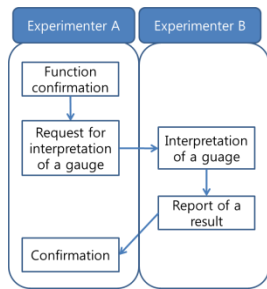 Experimenter A
Experimenter B
Function
confirmation
Request for
interpretation
of a gauge
Interpretation
of a guage
Report of a
result
Confirmation